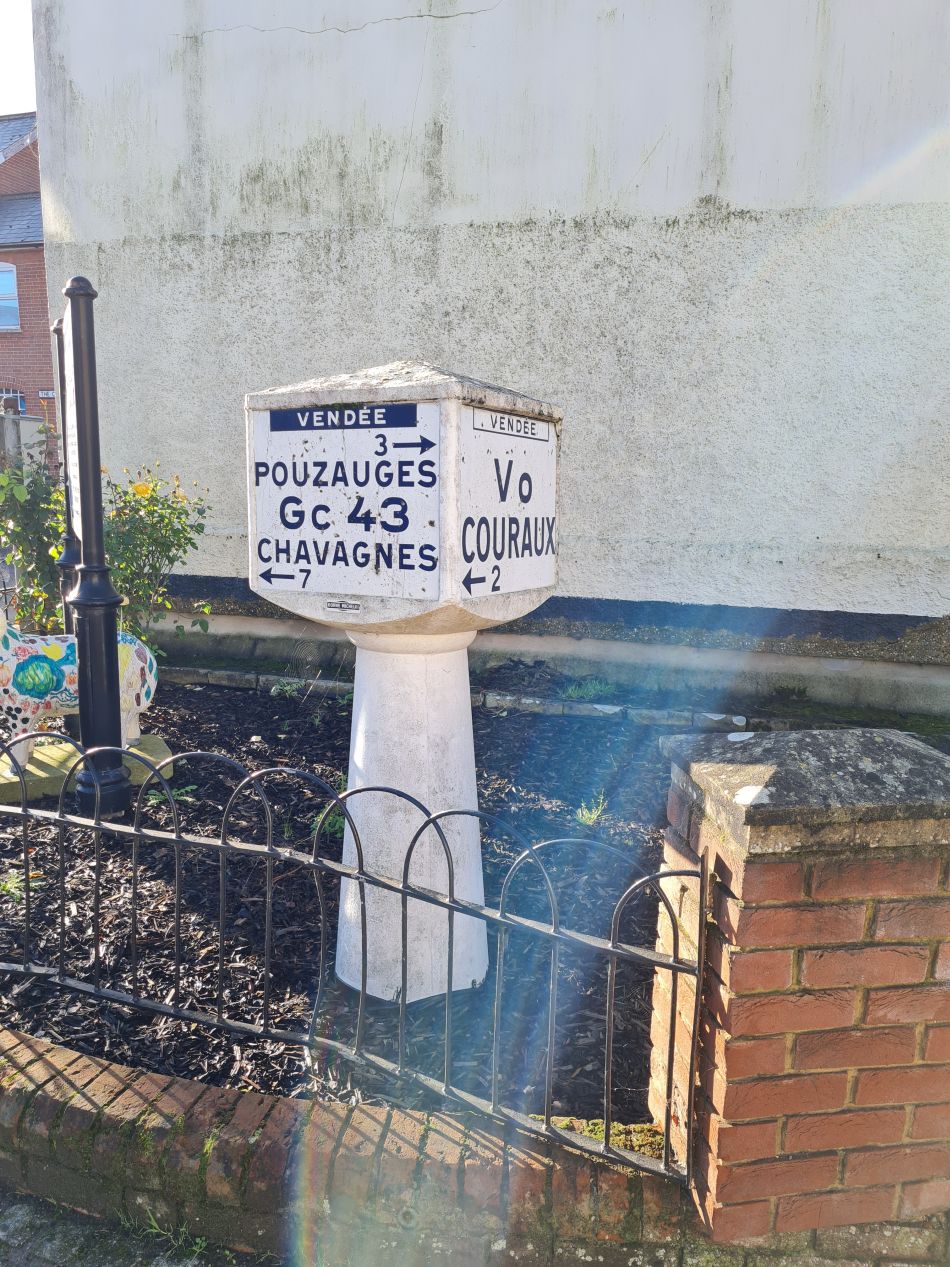 VENDÉE
3 →
POUZAUGES
Gc 43
CHAVAGNES
← 7
VENDÉE
Vo
COURAUX
← 2